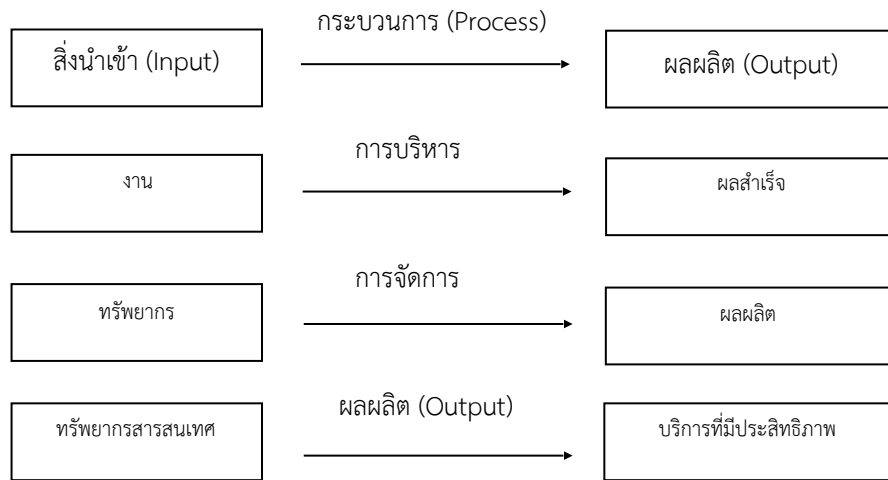 กระบวนการ (Process)
สิ่งนำเข้า (Input)
ผลผลิต (Output)
การบริหาร
งาน
ผลสำเร็จ
การจัดการ
ทรัพยากร
ผลผลิต
ผลผลิต (Output)
ทรัพยากรสารสนเทศ
บริการที่มีประสิทธิภาพ